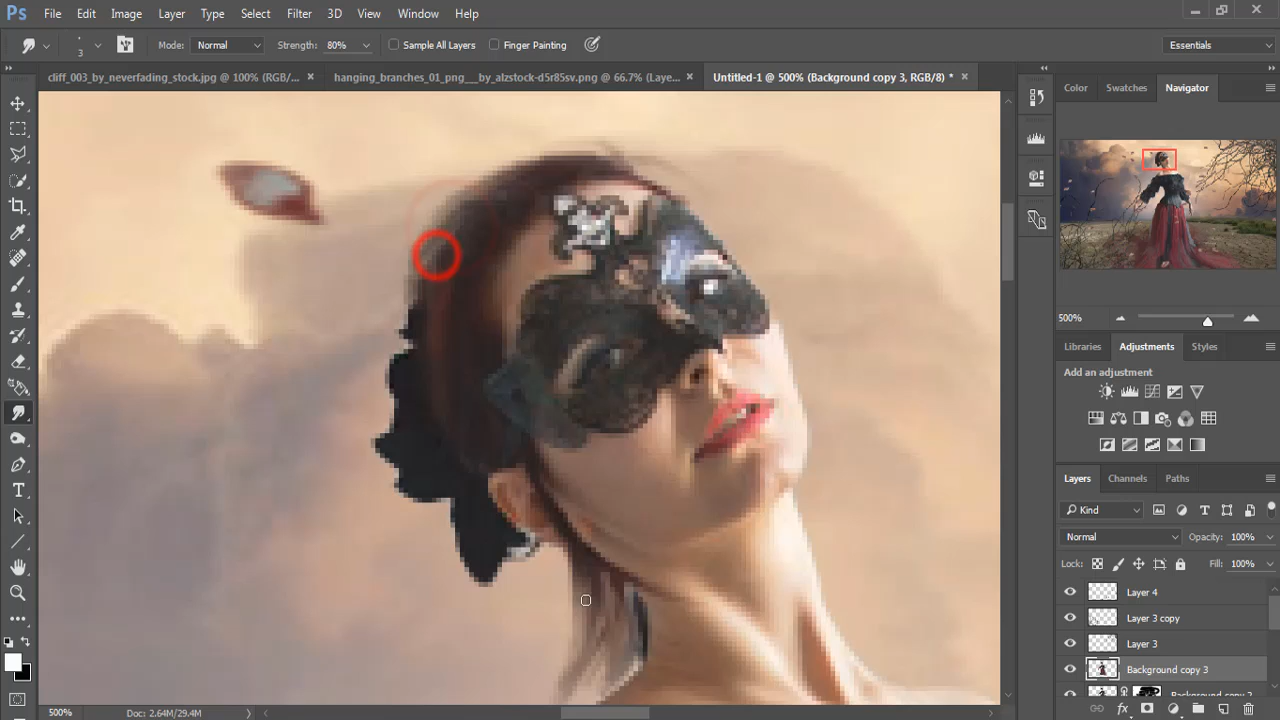 Ps File Edit Image Layer Type Select Filter 3D View Window Help
3 Mode: Normal Strength: 80% Sample All Layers Finger Painting Essentials
cliff_003_by_neverfading_stock.jpg @ 100% (RGB/... × hanging_branches_01_png___by_alzstock-d5r85sv.png @ 66.7% (Laye... × Untitled-1 @ 500% (Background copy 3, RGB/8) * ×
Color Swatches Navigator
500%
Libraries Adjustments Styles
Add an adjustment
Layers Channels Paths
Kind
Normal Opacity: 100%
Lock: Fill: 100%
Layer 4
Layer 3 copy
Layer 3
Background copy 3
Background copy 2
500% Doc: 2.64M/29.4M